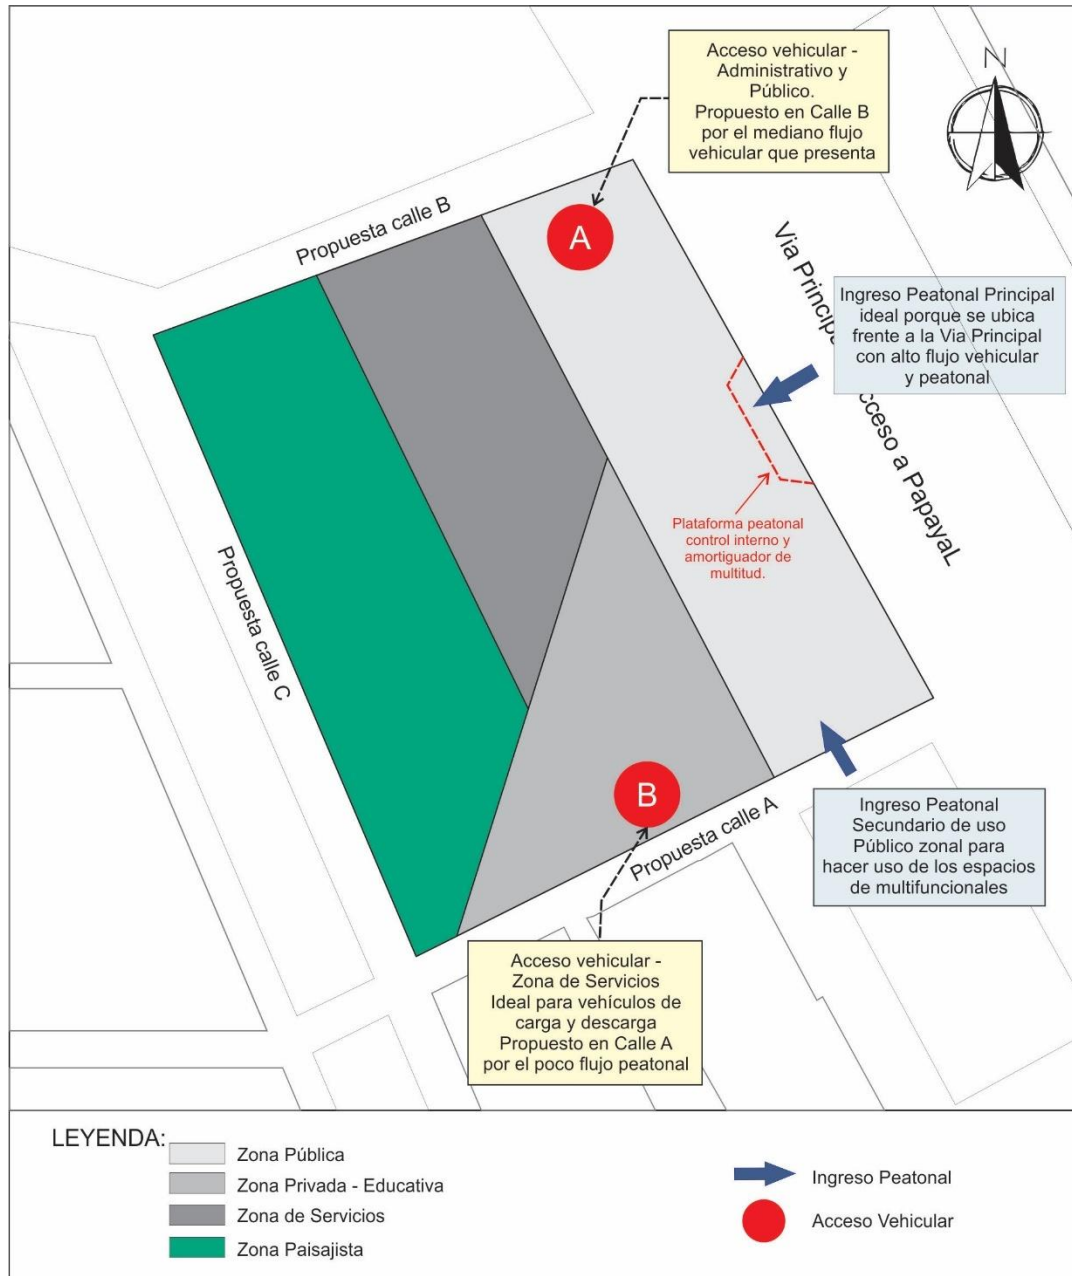 Acceso vehicular -
Administrativo y
Público.
Propuesto en Calle B
por el mediano flujo
vehicular que presenta
N
Propuesta calle B
A
Via Principa
cceso a PapayaL
Ingreso Peatonal Principal
ideal porque se ubica
frente a la Via Principal
con alto flujo vehicular
y peatonal
Plataforma peatonal
control interno y
amortiguador de
multitud.
Propuesta calle C
B
Propuesta calle A
Ingreso Peatonal
Secundario de uso
Público zonal para
hacer uso de los espacios
de multifuncionales
Acceso vehicular -
Zona de Servicios
Ideal para vehículos de
carga y descarga
Propuesto en Calle A
por el poco flujo peatonal
LEYENDA:
Zona Pública
Zona Privada - Educativa
Zona de Servicios
Zona Paisajista
Ingreso Peatonal
Acceso Vehicular